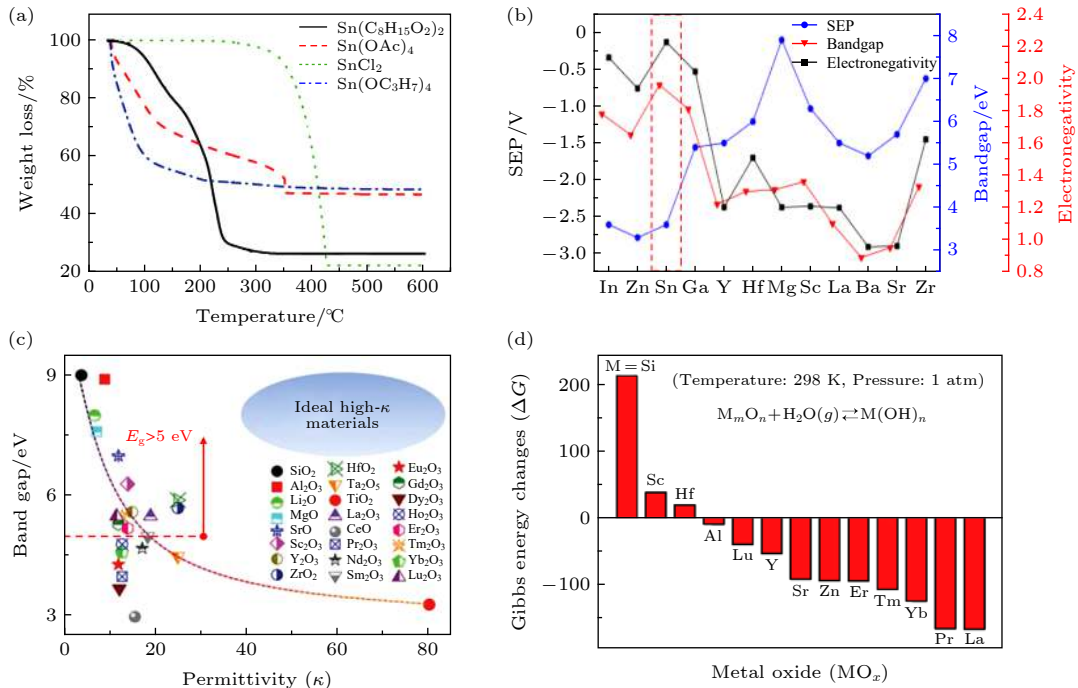 (a)
Sn(C8H15O2)2
Sn(OAc)4
SnCl2
Sn(OC3H7)4
Weight loss/%
100
80
60
40
20
0 100 200 300 400 500 600
Temperature/℃
(b)
SEP
Bandgap
Electronegativity
SEP/V
0
−0.5
−1.0
−1.5
−2.0
−2.5
−3.0
In Zn Sn Ga Y Hf Mg Sc La Ba Sr Zr
8
7
6
5
4
3
Bandgap/eV
2.4
2.2
2.0
1.8
1.6
1.4
1.2
1.0
0.8
Electronegativity
(c)
Band gap/eV
9
6
3
Ideal high-κ
materials
Eg>5 eV
SiO2 HfO2 Eu2O3
Al2O3 Ta2O5 Gd2O3
Li2O TiO2 Dy2O3
MgO La2O3 Ho2O3
SrO CeO Er2O3
Sc2O3 Pr2O3 Tm2O3
Y2O3 Nd2O3 Yb2O3
ZrO2 Sm2O3 Lu2O3
0 20 40 60 80
Permittivity (κ)
(d)
Gibbs energy changes (ΔG)
200
100
0
−100
M = Si
(Temperature: 298 K, Pressure: 1 atm)
MmOn+H2O(g)⇄M(OH)n
Sc
Hf
Al
Lu
Y
Sr Zn Er
Tm
Yb
Pr La
Metal oxide (MOx)